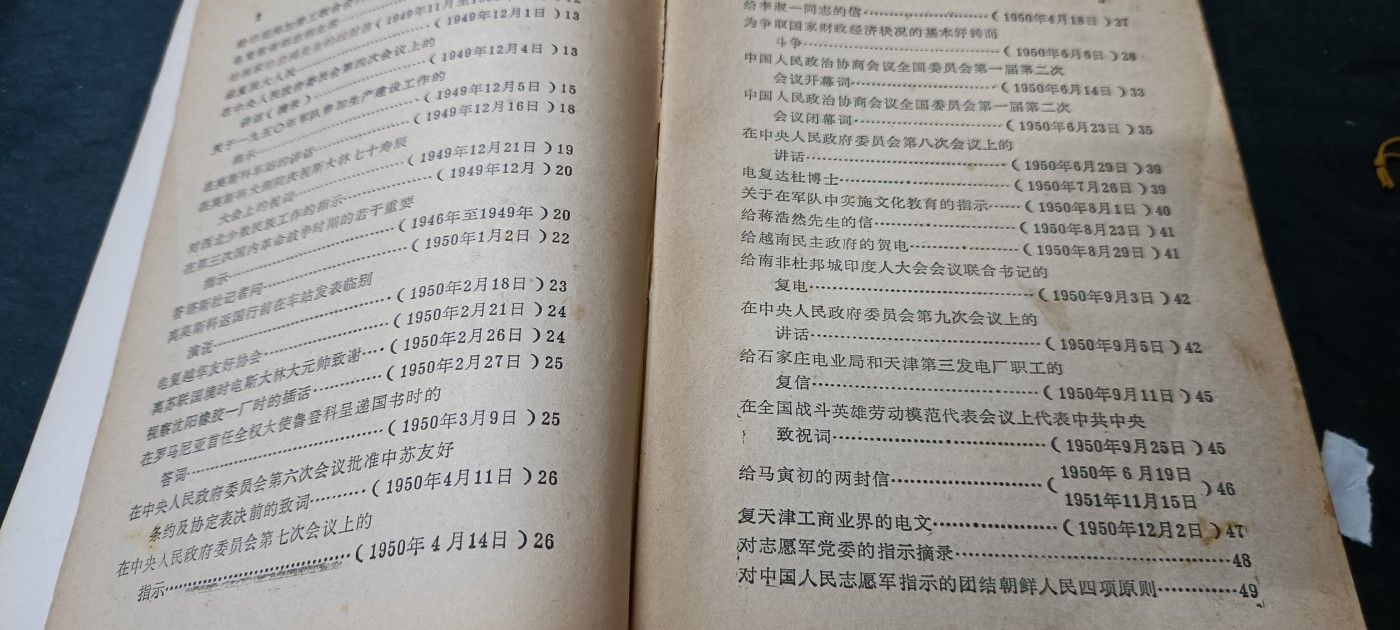 2
(1949年12月1日)13
在中央人民政府委员会第四次会议上的
讲话(摘录)……(1949年12月4日)13
关于一九五〇年军队参加生产建设工作的
指示……(1949年12月5日)15
在莫斯科车站的讲话……(1949年12月16日)18
在莫斯科大剧院庆祝斯大林七十寿辰
大会上的祝词……(1949年12月21日)19
对西北少数民族工作的指示……(1949年12月)20
在第三次国内革命战争时期的若干重要
指示……(1946年至1949年)20
答塔斯社记者问……(1950年1月2日)22
离莫斯科返国行前在车站发表临别
演说……(1950年2月18日)23
电复越华友好协会……(1950年2月21日)24
离苏联国境时电斯大林大元帅致谢……(1950年2月26日)24
视察沈阳橡胶一厂时的插话……(1950年2月27日)25
在罗马尼亚首任全权大使鲁登科呈递国书时的
答词……(1950年3月9日)25
在中央人民政府委员会第六次会议批准中苏友好
条约及协定表决前的致词……(1950年4月11日)26
在中央人民政府委员会第七次会议上的
指示……(1950年4月14日)26
给李淑一同志的信……(1950年4月18日)27
为争取国家财政经济状况的基本好转而
斗争……(1950年6月6日)28
中国人民政治协商会议全国委员会第一届第二次
会议开幕词……(1950年6月14日)33
中国人民政治协商会议全国委员会第一届第二次
会议闭幕词……(1950年6月23日)35
在中央人民政府委员会第八次会议上的
讲话……(1950年6月29日)39
电复达杜博士……(1950年7月26日)39
关于在军队中实施文化教育的指示……(1950年8月1日)40
给蒋浩然先生的信……(1950年8月23日)41
给越南民主政府的贺电……(1950年8月29日)41
给南非杜邦城印度人大会会议联合书记的
复电……(1950年9月3日)42
在中央人民政府委员会第九次会议上的
讲话……(1950年9月5日)42
给石家庄电业局和天津第三发电厂职工的
复信……(1950年9月11日)45
在全国战斗英雄劳动模范代表会议上代表中共中央
致祝词……(1950年9月25日)45
给马寅初的两封信……(1950年6月19日
1951年11月15日)46
复天津工商业界的电文……(1950年12月2日)47
对志愿军党委的指示摘录……48
对中国人民志愿军指示的团结朝鲜人民四项原则……49